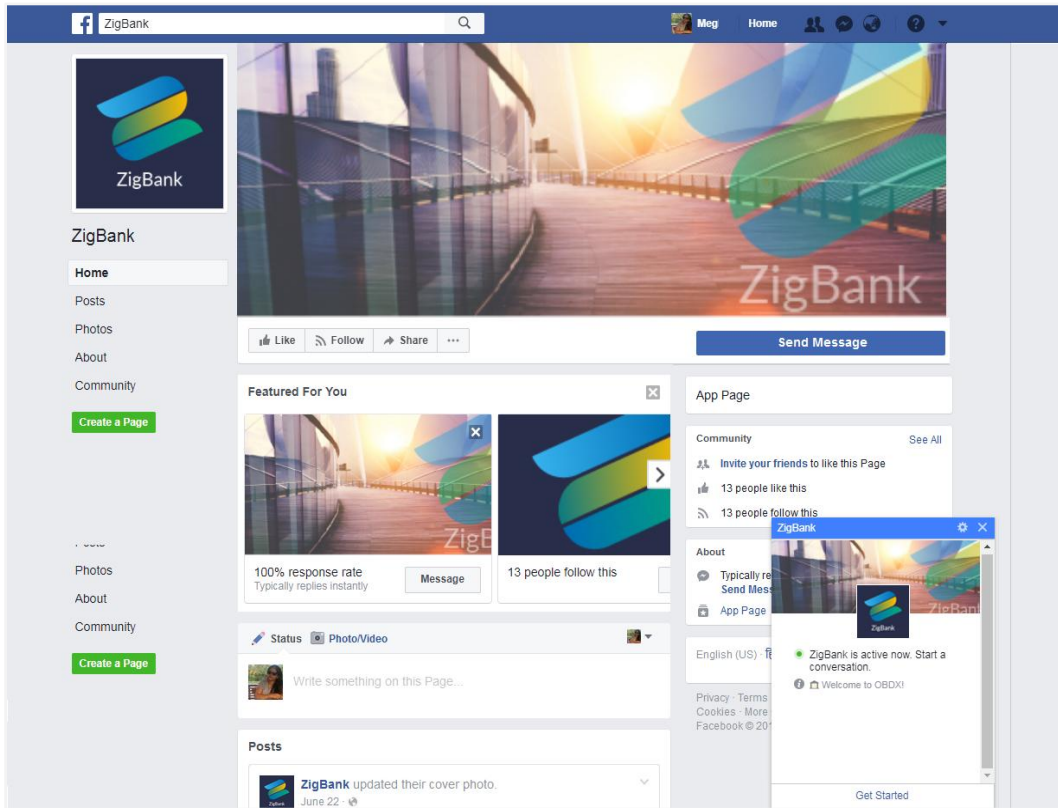 ZigBank
Meg
Home
ZigBank
ZigBank
ZigBank
Home
Posts
Photos
About
Community
Create a Page
Like
Follow
Share
Send Message
Featured For You
ZigB
100% response rate
Typically replies instantly
Message
13 people follow this
App Page
Community
See All
Invite your friends to like this Page
13 people like this
13 people follow this
About
Typically re
Send Mess
App Page
English (US) ·
Privacy · Terms
Cookies · More
Facebook © 201
Photos
About
Community
Create a Page
Status
Photo/Video
Write something on this Page...
Posts
ZigBank updated their cover photo.
June 22 ·
ZigBank
ZigBank
ZigBank
ZigBank is active now. Start a
conversation.
Welcome to OBDX!
Get Started